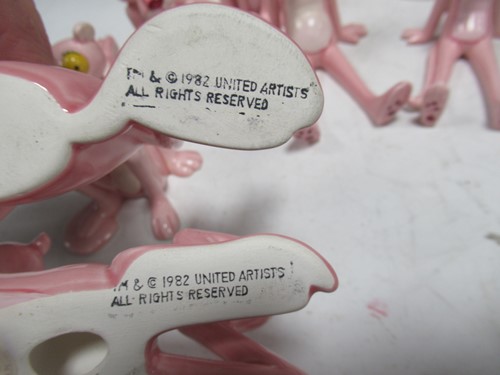 TM & © 1982 UNITED ARTISTS
ALL RIGHTS RESERVED
TM & © 1982 UNITED ARTISTS
ALL RIGHTS RESERVED